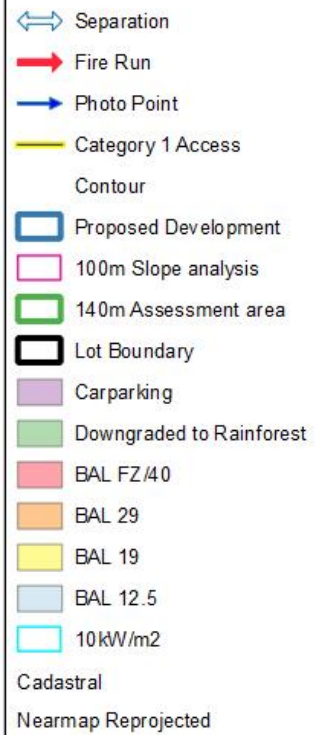 Separation
Fire Run
Photo Point
Category 1 Access
Contour
Proposed Development
100m Slope analysis
140m Assessment area
Lot Boundary
Carparking
Downgraded to Rainforest
BAL FZ/40
BAL 29
BAL 19
BAL 12.5
10kW/m2
Cadastral
Nearmap Reprojected